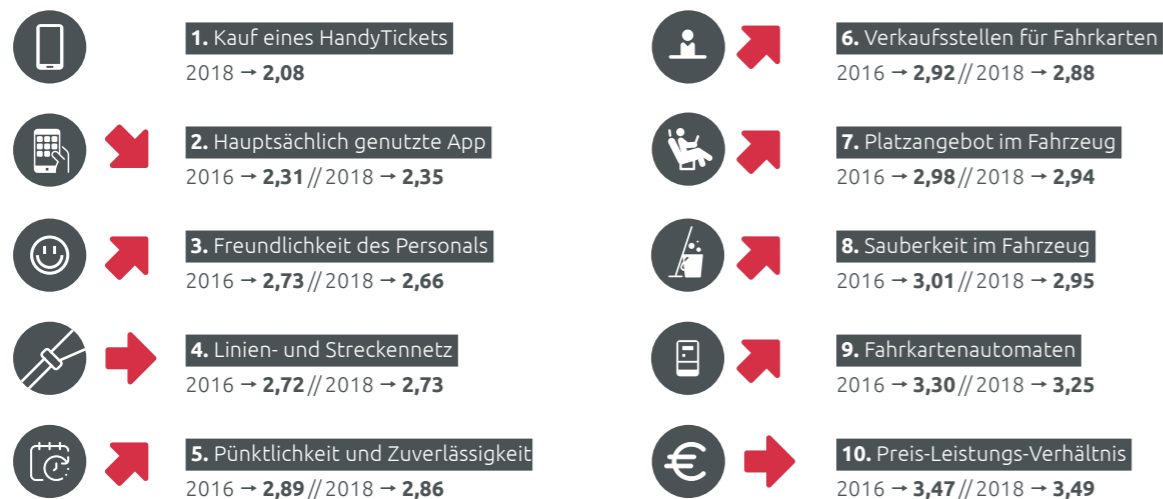 1. Kauf eines HandyTickets
2018 → 2,08
2. Hauptsächlich genutzte App
2016 → 2,31 // 2018 → 2,35
3. Freundlichkeit des Personals
2016 → 2,73 // 2018 → 2,66
4. Linien- und Streckennetz
2016 → 2,72 // 2018 → 2,73
5. Pünktlichkeit und Zuverlässigkeit
2016 → 2,89 // 2018 → 2,86
6. Verkaufsstellen für Fahrkarten
2016 → 2,92 // 2018 → 2,88
7. Platzangebot im Fahrzeug
2016 → 2,98 // 2018 → 2,94
8. Sauberkeit im Fahrzeug
2016 → 3,01 // 2018 → 2,95
9. Fahrkartenautomaten
2016 → 3,30 // 2018 → 3,25
€
10. Preis-Leistungs-Verhältnis
2016 → 3,47 // 2018 → 3,49